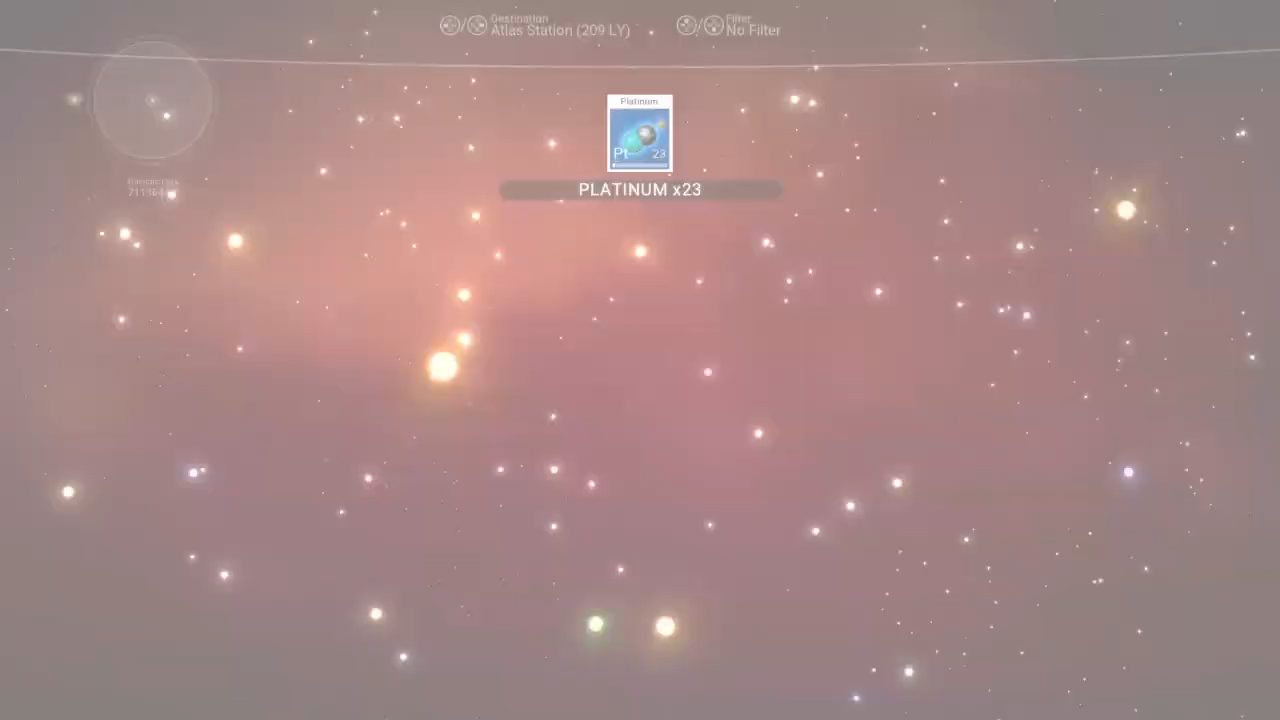 Destination
Atlas Station (209 LY)
Filter
No Filter
Platinum
Pt 23
PLATINUM x23